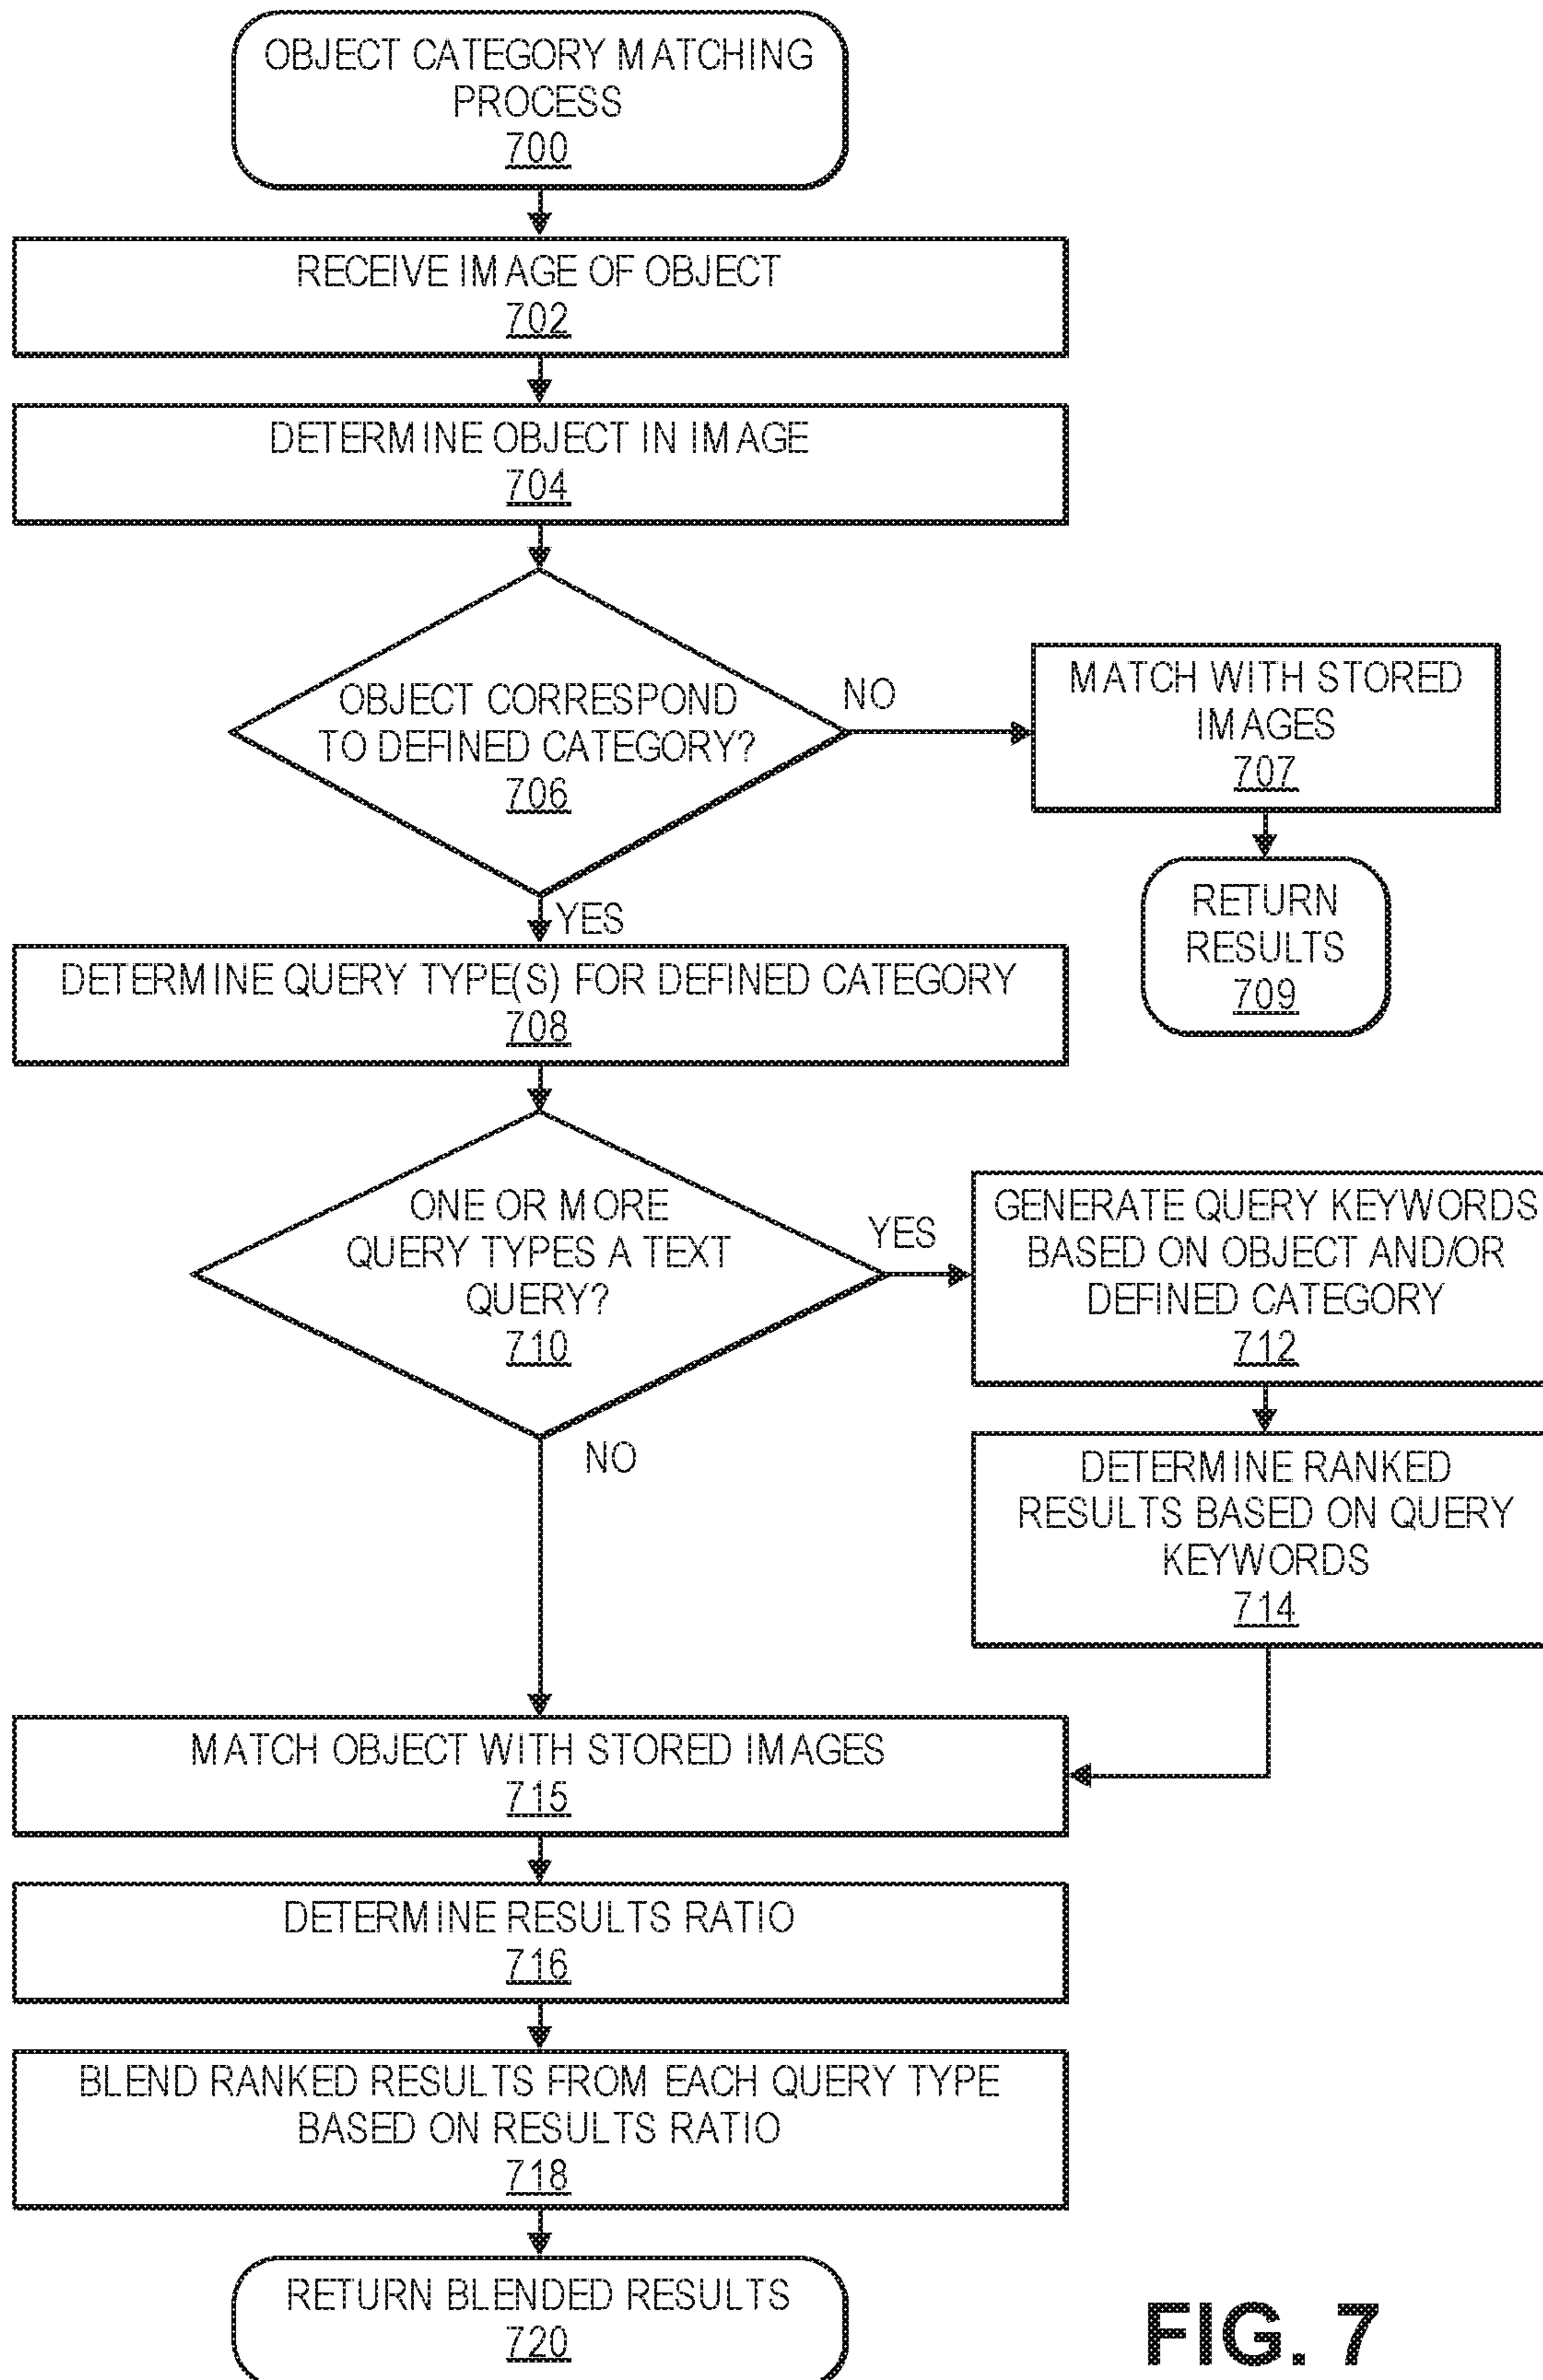 OBJECT CATEGORY MATCHING
PROCESS
700
RECEIVE IMAGE OF OBJECT
702
DETERMINE OBJECT IN IMAGE
704
OBJECT CORRESPOND
TO DEFINED CATEGORY?
706
NO
MATCH WITH STORED
IMAGES
707
RETURN
RESULTS
709
YES
DETERMINE QUERY TYPE(S) FOR DEFINED CATEGORY
708
ONE OR MORE
QUERY TYPES A TEXT
QUERY?
710
YES
GENERATE QUERY KEYWORDS
BASED ON OBJECT AND/OR
DEFINED CATEGORY
712
NO
DETERMINE RANKED
RESULTS BASED ON QUERY
KEYWORDS
714
MATCH OBJECT WITH STORED IMAGES
715
DETERMINE RESULTS RATIO
716
BLEND RANKED RESULTS FROM EACH QUERY TYPE
BASED ON RESULTS RATIO
718
RETURN BLENDED RESULTS
720
FIG. 7